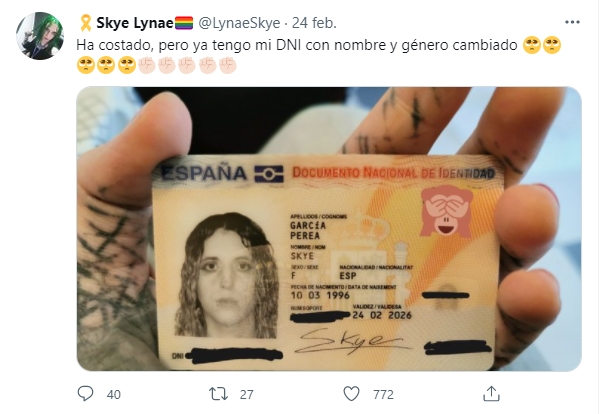 🎗️ Skye Lynae🏳️‍🌈 @LynaeSkye · 24 feb.
Ha costado, pero ya tengo mi DNI con nombre y género cambiado 🥺🥺
🥺🥺🥺✊🏻✊🏻✊🏻✊🏻✊🏻
ESPAÑA DOCUMENTO NACIONAL DE IDENTIDAD
APELLIDOS / COGNOMS
GARCÍA
PEREA
NOMBRE / NOM
SKYE
SEXO / SEXE NACIONALIDAD / NACIONALITAT
F ESP
FECHA DE NACIMIENTO / DATA DE NAIXEMENT
10 03 1996
VALIDEZ / VALIDESA
24 02 2026
Skye
DNI
40 27 772